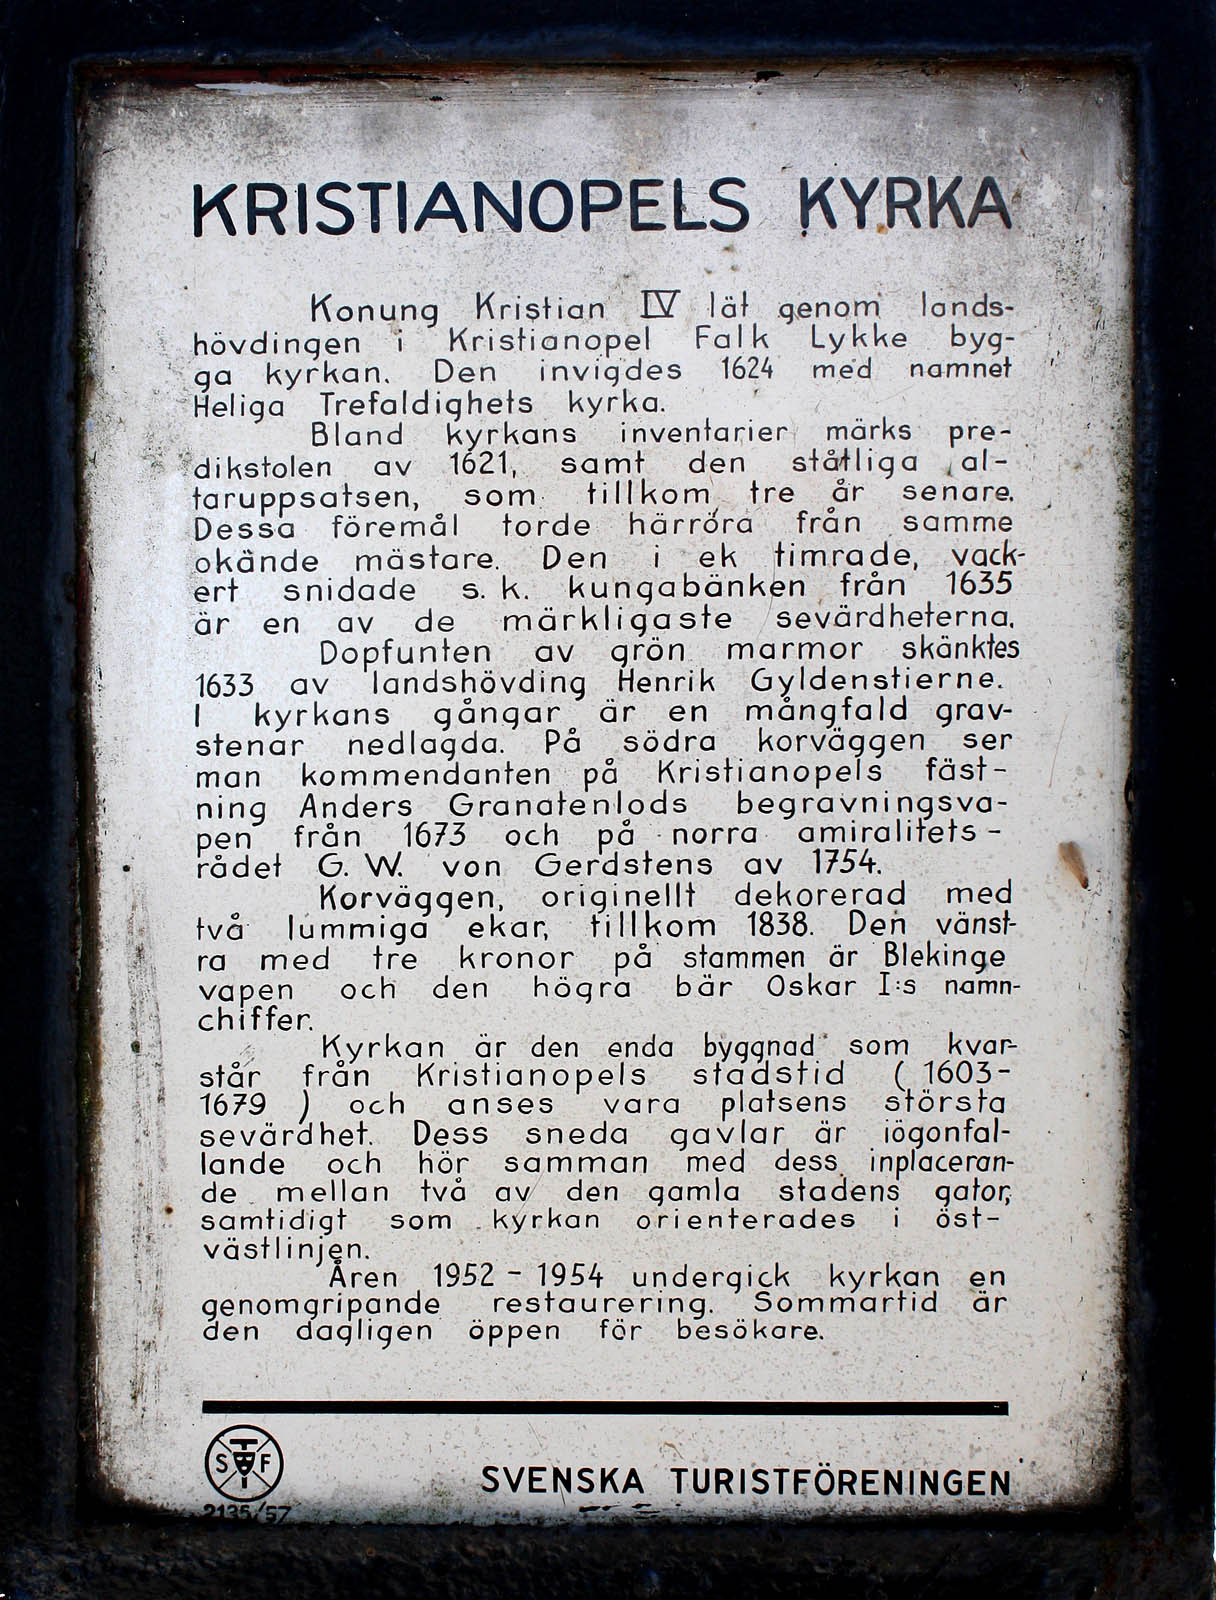 KRISTIANOPELS KYRKA
Konung Kristian IV lät genom lands-
hövdingen i Kristianopel Falk Lykke byg-
ga kyrkan. Den invigdes 1624 med namnet
Heliga Trefaldighets kyrka.
Bland kyrkans inventarier märks pre-
dikstolen av 1621, samt den ståtliga al-
taruppsatsen, som tillkom tre år senare.
Dessa föremål torde härröra från samme
okände mästare. Den i ek timrade, vack-
ert snidade s. k. kungabänken från 1635
är en av de märkligaste sevärdheterna.
Dopfunten av grön marmor skänktes
1633 av landshövding Henrik Gyldenstierne.
I kyrkans gångar är en mångfald grav-
stenar nedlagda. På södra korväggen ser
man kommendanten på Kristianopels fäst-
ning Anders Granatenlods begravningsva-
pen från 1673 och på norra amiralitets-
rådet G. W. von Gerdstens av 1754.
Korväggen, originellt dekorerad med
två lummiga ekar, tillkom 1838. Den vänst-
ra med tre kronor på stammen är Blekinge
vapen och den högra bär Oskar I:s namn-
chiffer.
Kyrkan är den enda byggnad som kvar-
står från Kristianopels stadstid (1603-
1679) och anses vara platsens största
sevärdhet. Dess sneda gavlar är iögonfal-
lande och hör samman med dess inplaceran-
de mellan två av den gamla stadens gator,
samtidigt som kyrkan orienterades i öst-
västlinjen.
Åren 1952 - 1954 undergick kyrkan en
genomgripande restaurering. Sommartid är
den dagligen öppen för besökare.
STF
SVENSKA TURISTFÖRENINGEN
2135/57